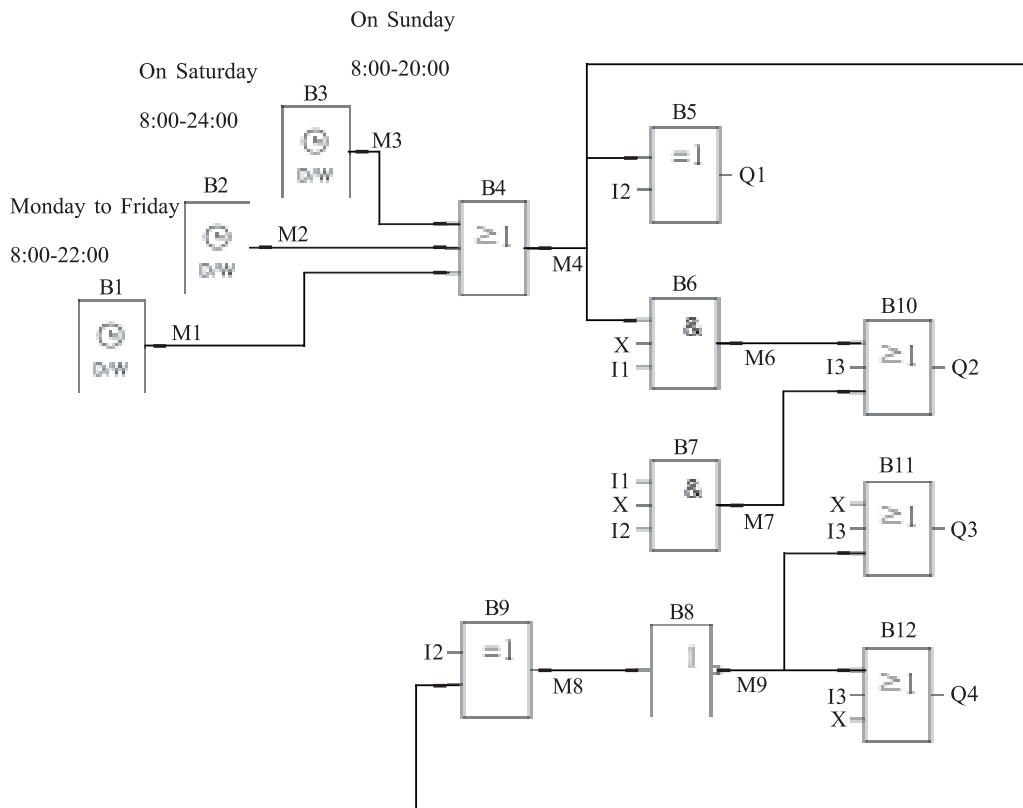 On Sunday
8:00-20:00
On Saturday
8:00-24:00
Monday to Friday
8:00-22:00
B3
D/W
M3
B2
D/W
M2
B1
D/W
M1
B4
≥1
M4
B5
=1
I2
Q1
B6
&
X
I1
M6
B10
≥1
I3
Q2
B7
&
I1
X
I2
M7
B11
≥1
X
I3
Q3
B9
=1
I2
M8
B8
1
M9
B12
≥1
I3
X
Q4